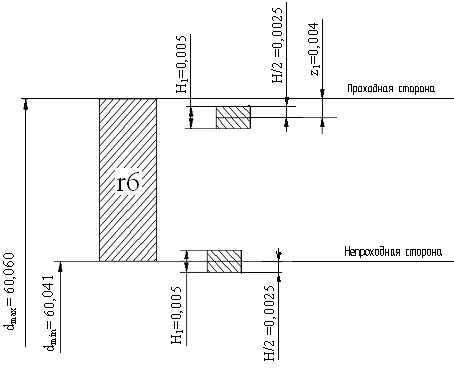 H₁=0,005
H/2 =0,0025
z₁=0,004
Проходная сторона
r6
Непроходная сторона
dmax= 60,060
dmin= 60,041
H₁=0,005
H/2 =0,0025